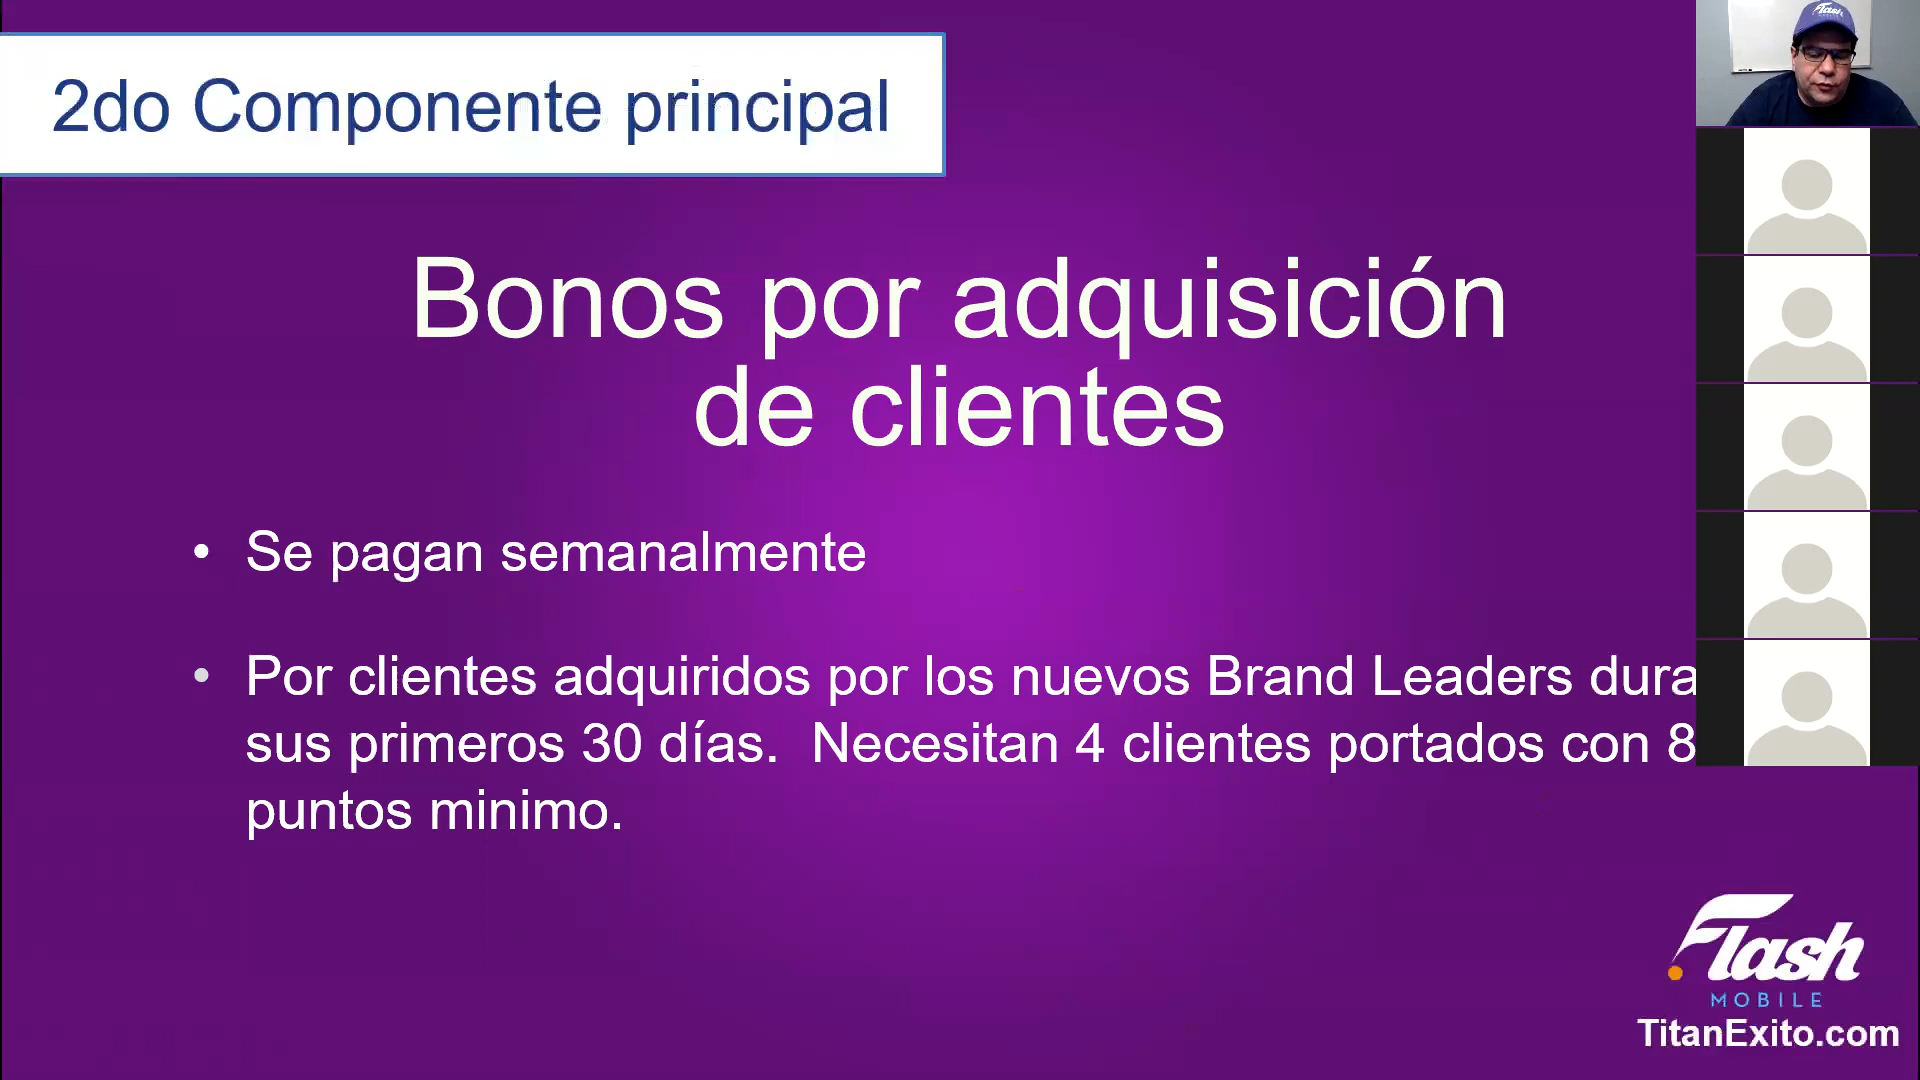 2do Componente principal
Bonos por adquisición
de clientes
• Se pagan semanalmente
• Por clientes adquiridos por los nuevos Brand Leaders dura
sus primeros 30 días.  Necesitan 4 clientes portados con 8
puntos minimo.
Flash
MOBILE
TitanExito.com
Flash